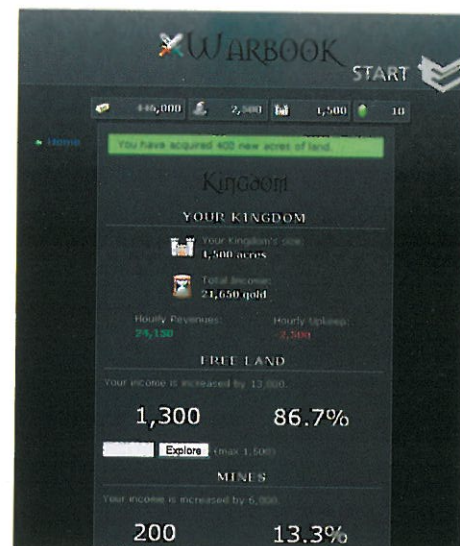 WARBOOK
START
446,000 2,500 1,500 10
Home
You have acquired 400 new acres of land.
Kingdom
YOUR KINGDOM
Your Kingdom's size:
1,500 acres
Total Income:
21,650 gold
Hourly Revenues: Hourly Upkeep:
24,150 -2,500
FREE LAND
Your income is increased by 13,000.
1,300 86.7%
Explore (max 1,500)
MINES
Your income is increased by 6,000.
200 13.3%